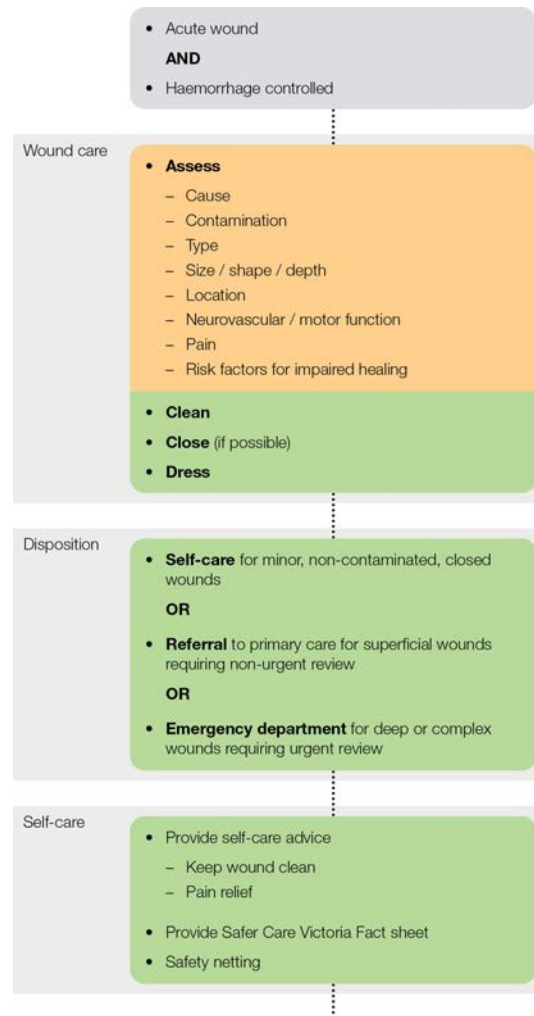 • Acute wound
AND
• Haemorrhage controlled
Wound care
• Assess
– Cause
– Contamination
– Type
– Size / shape / depth
– Location
– Neurovascular / motor function
– Pain
– Risk factors for impaired healing
• Clean
• Close (if possible)
• Dress
Disposition
• Self-care for minor, non-contaminated, closed
wounds
OR
• Referral to primary care for superficial wounds
requiring non-urgent review
OR
• Emergency department for deep or complex
wounds requiring urgent review
Self-care
• Provide self-care advice
– Keep wound clean
– Pain relief
• Provide Safer Care Victoria Fact sheet
• Safety netting